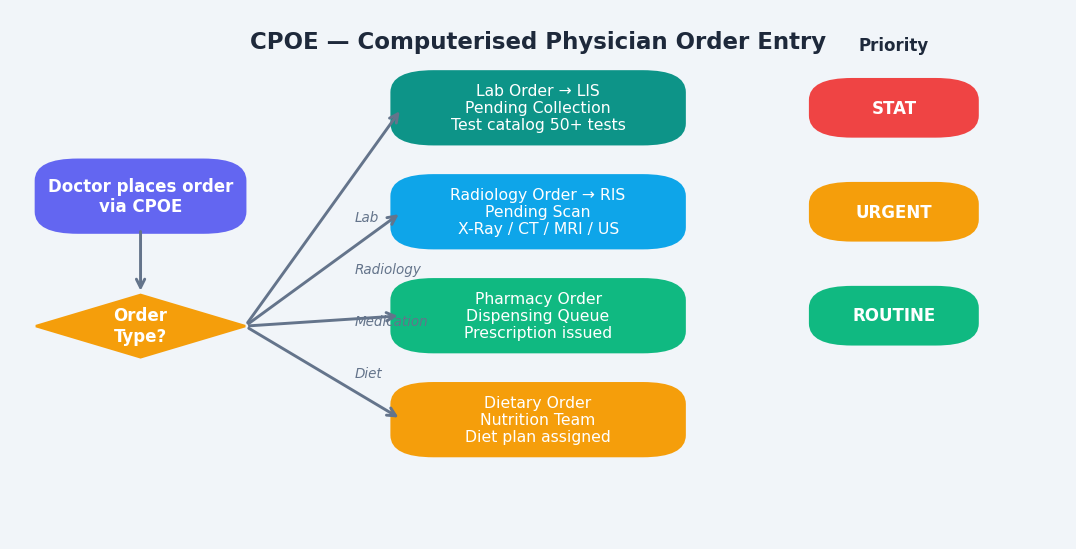 CPOE — Computerised Physician Order Entry
Priority
Doctor places order
via CPOE
Order
Type?
Lab
Radiology
Medication
Diet
Lab Order → LIS
Pending Collection
Test catalog 50+ tests
Radiology Order → RIS
Pending Scan
X-Ray / CT / MRI / US
Pharmacy Order
Dispensing Queue
Prescription issued
Dietary Order
Nutrition Team
Diet plan assigned
STAT
URGENT
ROUTINE